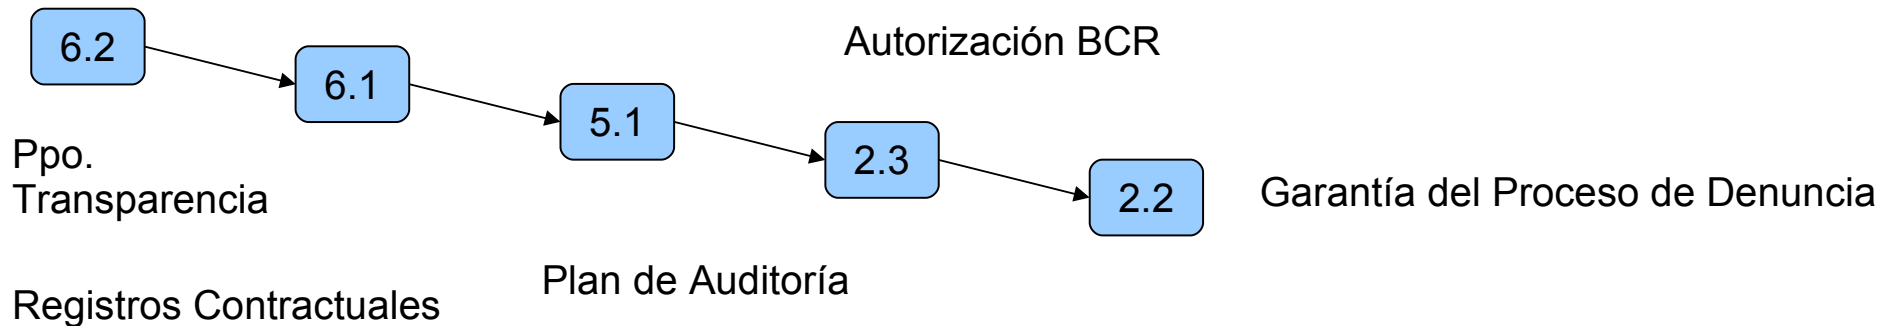 6.2
Autorización BCR
6.1
5.1
2.3
Ppo.
Transparencia
2.2
Garantía del Proceso de Denuncia
Plan de Auditoría
Registros Contractuales